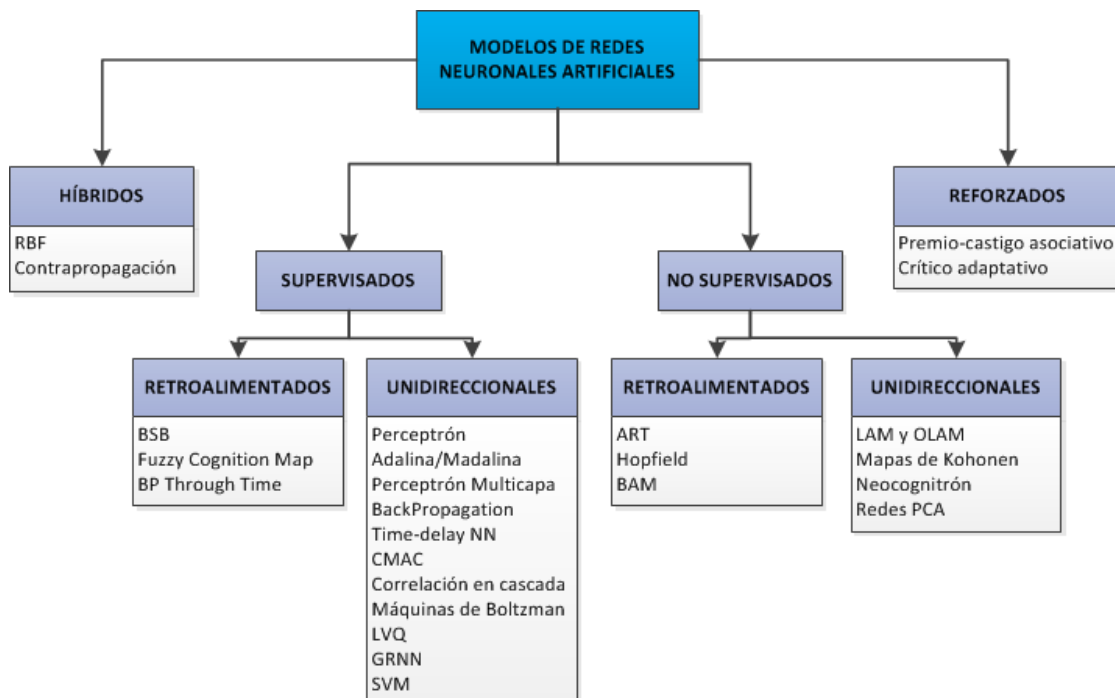 MODELOS DE REDES
NEURONALES ARTIFICIALES
HÍBRIDOS
RBF
Contrapropagación
REFORZADOS
Premio-castigo asociativo
Crítico adaptativo
SUPERVISADOS
NO SUPERVISADOS
RETROALIMENTADOS
BSB
Fuzzy Cognition Map
BP Through Time
UNIDIRECCIONALES
Perceptrón
Adalina/Madalina
Perceptrón Multicapa
BackPropagation
Time-delay NN
CMAC
Correlación en cascada
Máquinas de Boltzman
LVQ
GRNN
SVM
RETROALIMENTADOS
ART
Hopfield
BAM
UNIDIRECCIONALES
LAM y OLAM
Mapas de Kohonen
Neocognitrón
Redes PCA